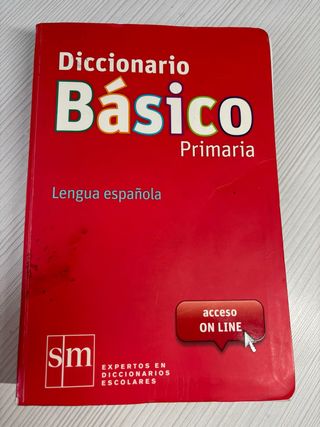 Diccionario
Básico
Primaria
Lengua española
acceso
ON LINE
sm
EXPERTOS EN
DICCIONARIOS
ESCOLARES